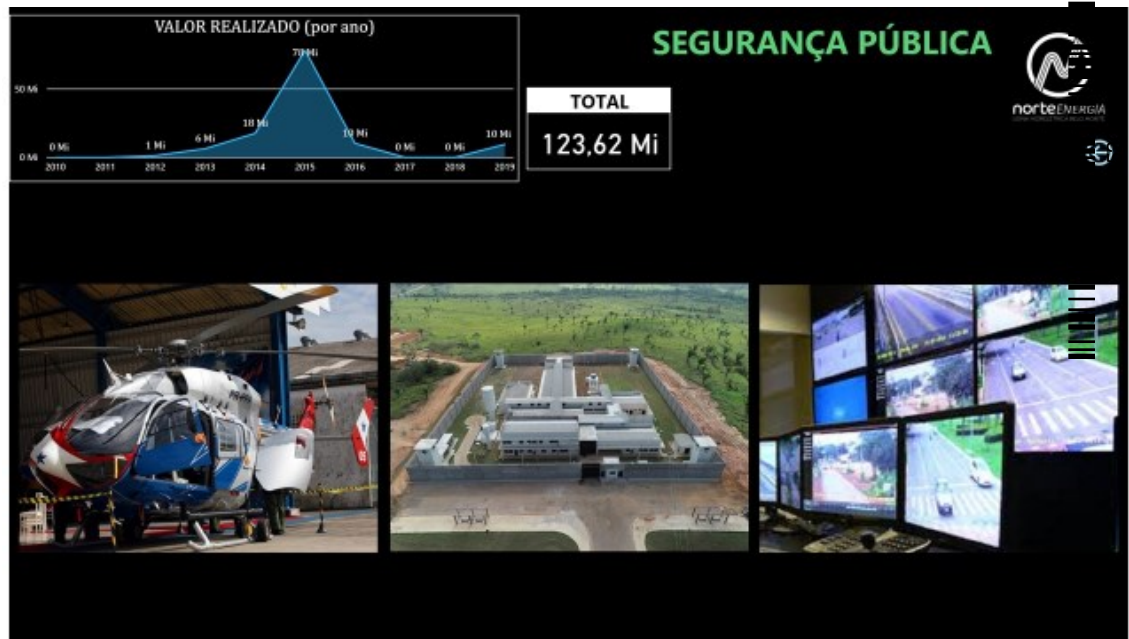 VALOR REALIZADO (por ano)
50 Mi
0 Mi
0 Mi
1 Mi
6 Mi
18 Mi
10 Mi
0 Mi
0 Mi
10 Mi
2010 2011 2012 2013 2014 2015 2016 2017 2018 2019
TOTAL
123,62 Mi
SEGURANÇA PÚBLICA
norteENERGIA